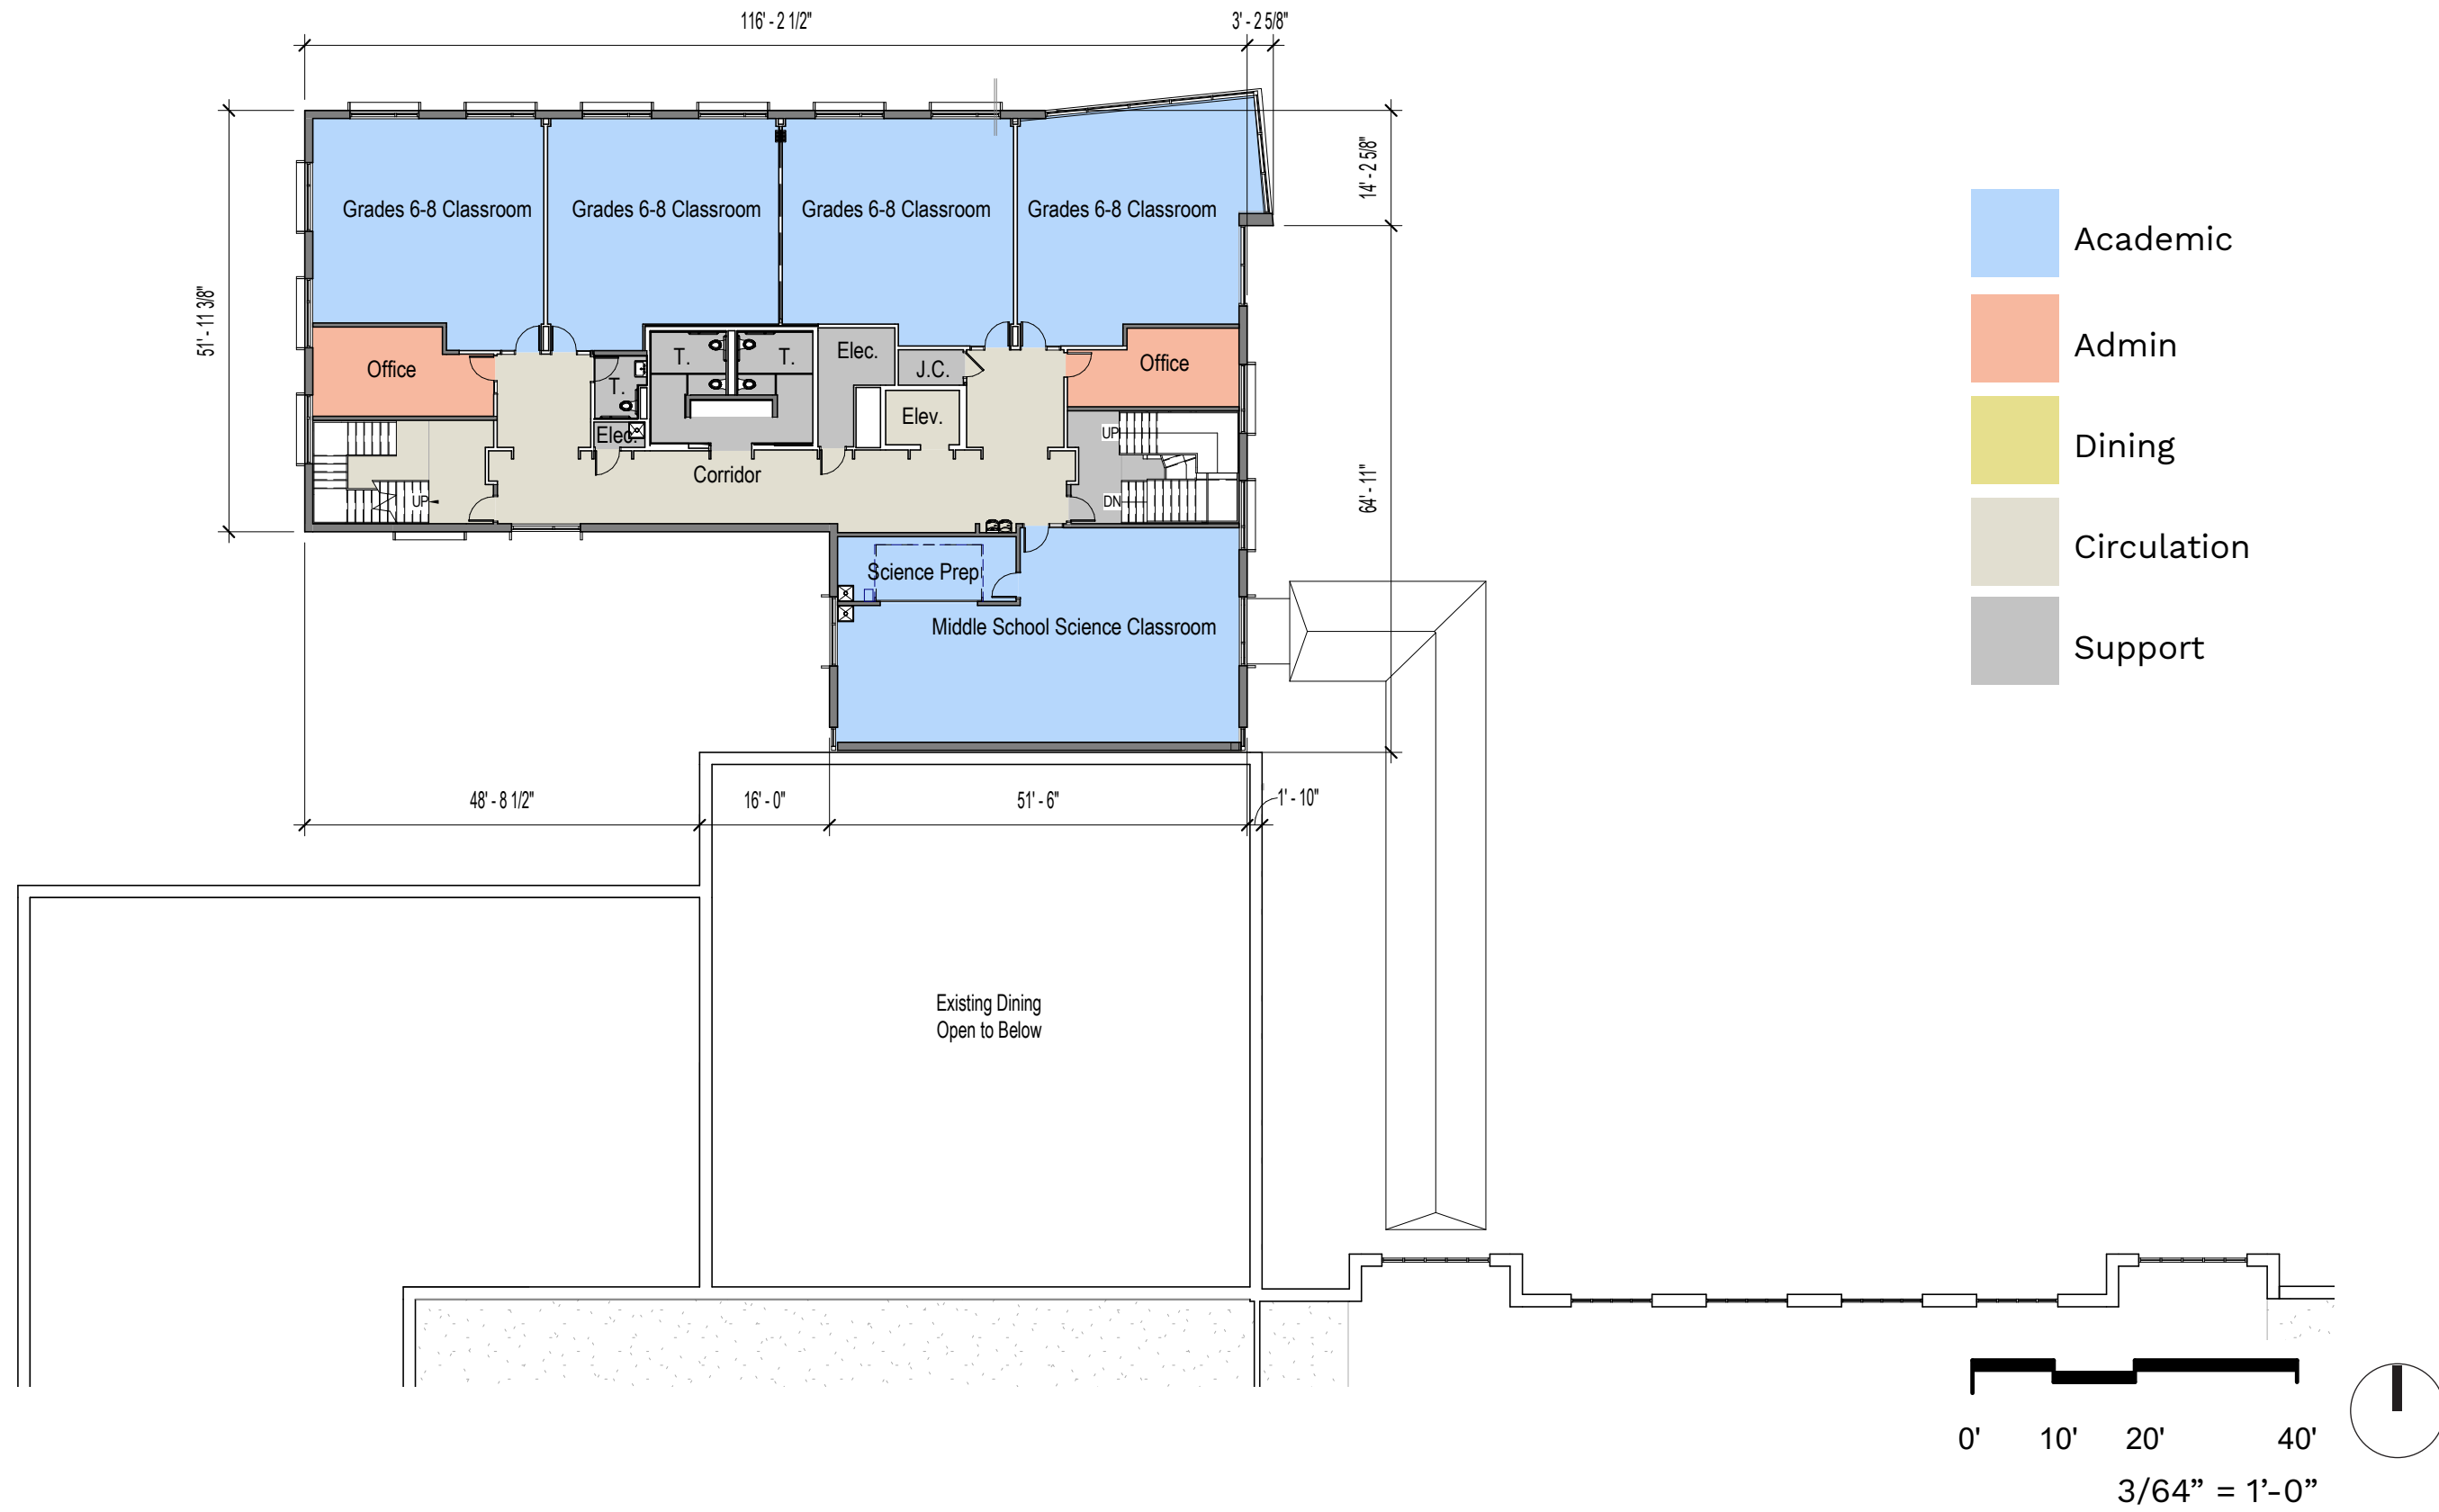 116' - 2 1/2"
3' - 2 5/8"
51' - 11 3/8"
14' - 2 5/8"
64' - 11"
Grades 6-8 Classroom
Grades 6-8 Classroom
Grades 6-8 Classroom
Grades 6-8 Classroom
Office
T.
T.
T.
Elec.
J.C.
Office
Elec.
Elev.
UP
Corridor
UP
DN
Science Prep
Middle School Science Classroom
48' - 8 1/2"
16' - 0"
51' - 6"
1' - 10"
Existing Dining
Open to Below
Academic
Admin
Dining
Circulation
Support
0' 10' 20' 40'
3/64” = 1’-0”